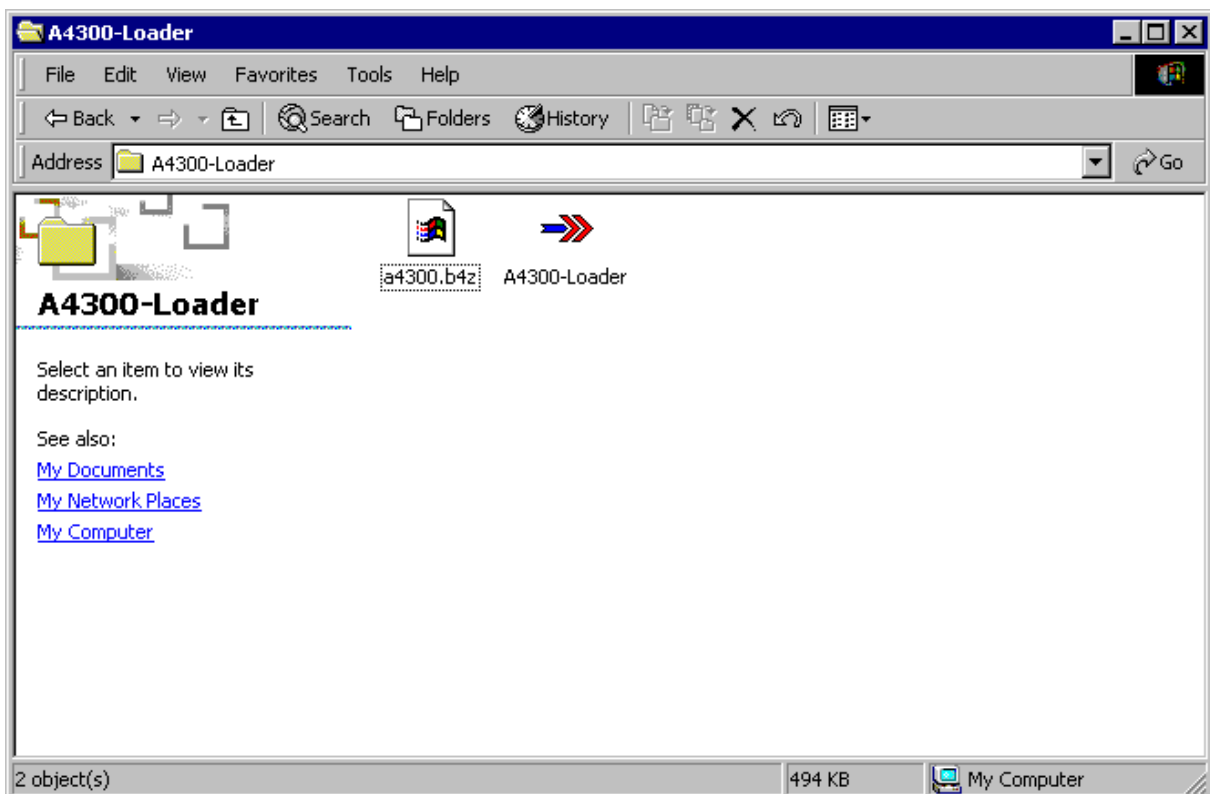 A4300-Loader
File Edit View Favorites Tools Help
Back Search Folders History
Address A4300-Loader Go
a4300.b4z A4300-Loader
A4300-Loader
Select an item to view its
description.
See also:
My Documents
My Network Places
My Computer
2 object(s) 494 KB My Computer